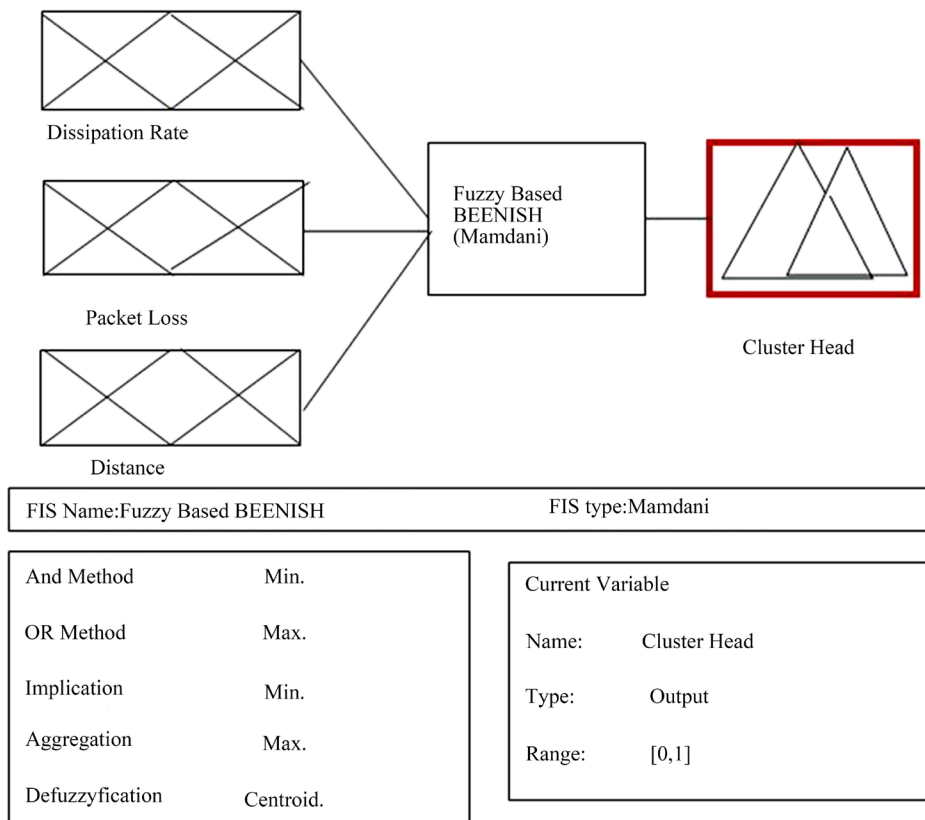 Dissipation Rate
Fuzzy Based
BEENISH
(Mamdani)
Packet Loss
Cluster Head
Distance
FIS Name:Fuzzy Based BEENISH
FIS type:Mamdani
And Method Min.
OR Method Max.
Implication Min.
Aggregation Max.
Defuzzyfication Centroid.
Current Variable
Name: Cluster Head
Type: Output
Range: [0,1]